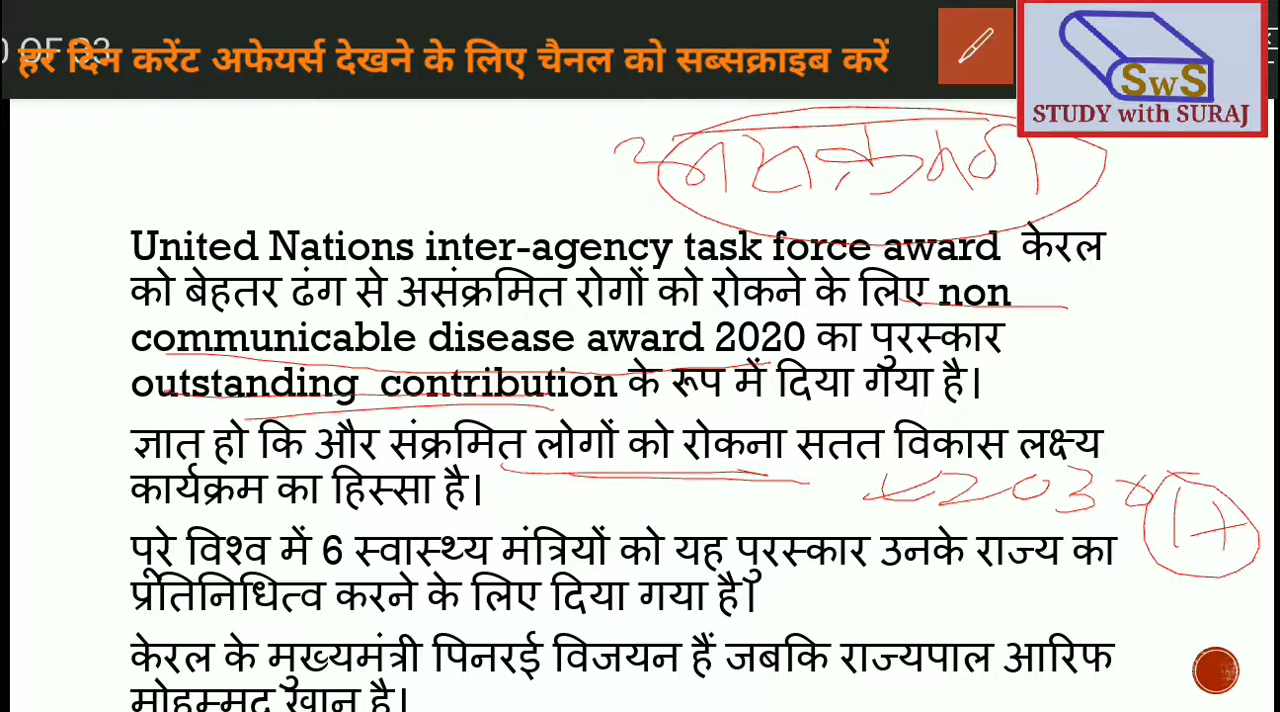 हर दिन करेंट अफेयर्स देखने के लिए चैनल को सब्सक्राइब करें
SwS
STUDY with SURAJ
United Nations inter-agency task force award केरल
को बेहतर ढंग से असंक्रमित रोगों को रोकने के लिए non
communicable disease award 2020 का पुरस्कार
outstanding contribution के रूप में दिया गया है।
ज्ञात हो कि और संक्रमित लोगों को रोकना सतत विकास लक्ष्य
कार्यक्रम का हिस्सा है।
2030
17
पूरे विश्व में 6 स्वास्थ्य मंत्रियों को यह पुरस्कार उनके राज्य का
प्रतिनिधित्व करने के लिए दिया गया है।
केरल के मुख्यमंत्री पिनरई विजयन हैं जबकि राज्यपाल आरिफ
मोहम्मद खान है।